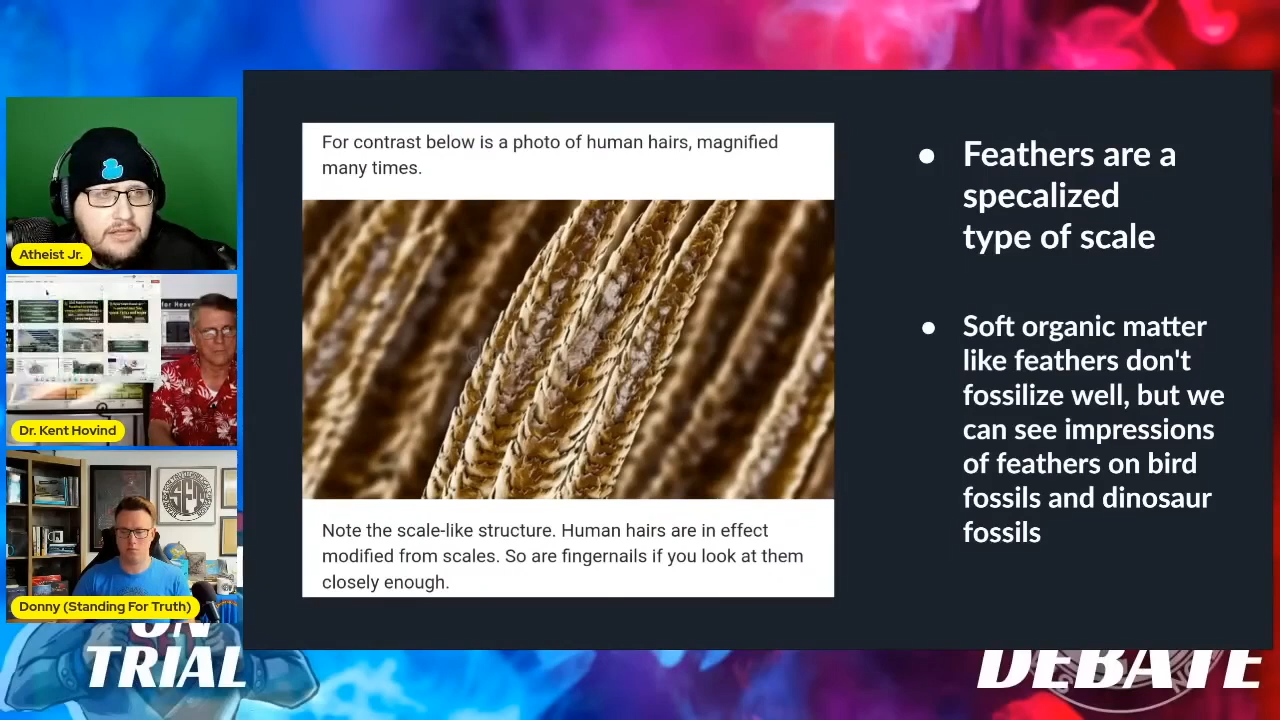 For contrast below is a photo of human hairs, magnified
many times.
Note the scale-like structure. Human hairs are in effect
modified from scales. So are fingernails if you look at them
closely enough.
Feathers are a
specalized
type of scale
Soft organic matter
like feathers don't
fossilize well, but we
can see impressions
of feathers on bird
fossils and dinosaur
fossils
Atheist Jr.
Dr. Kent Hovind
Donny (Standing For Truth)
SFT
ON
TRIAL
DEBATE